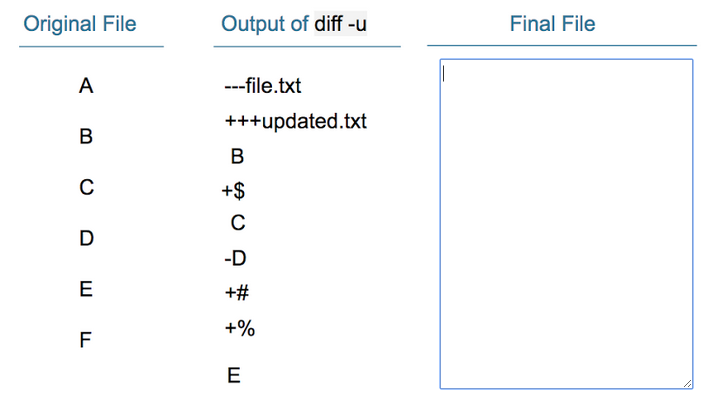 Original File
A
B
C
D
E
F
Output of diff -u
---file.txt
+++updated.txt
B
+$
C
-D
+#
+%
E
Final File